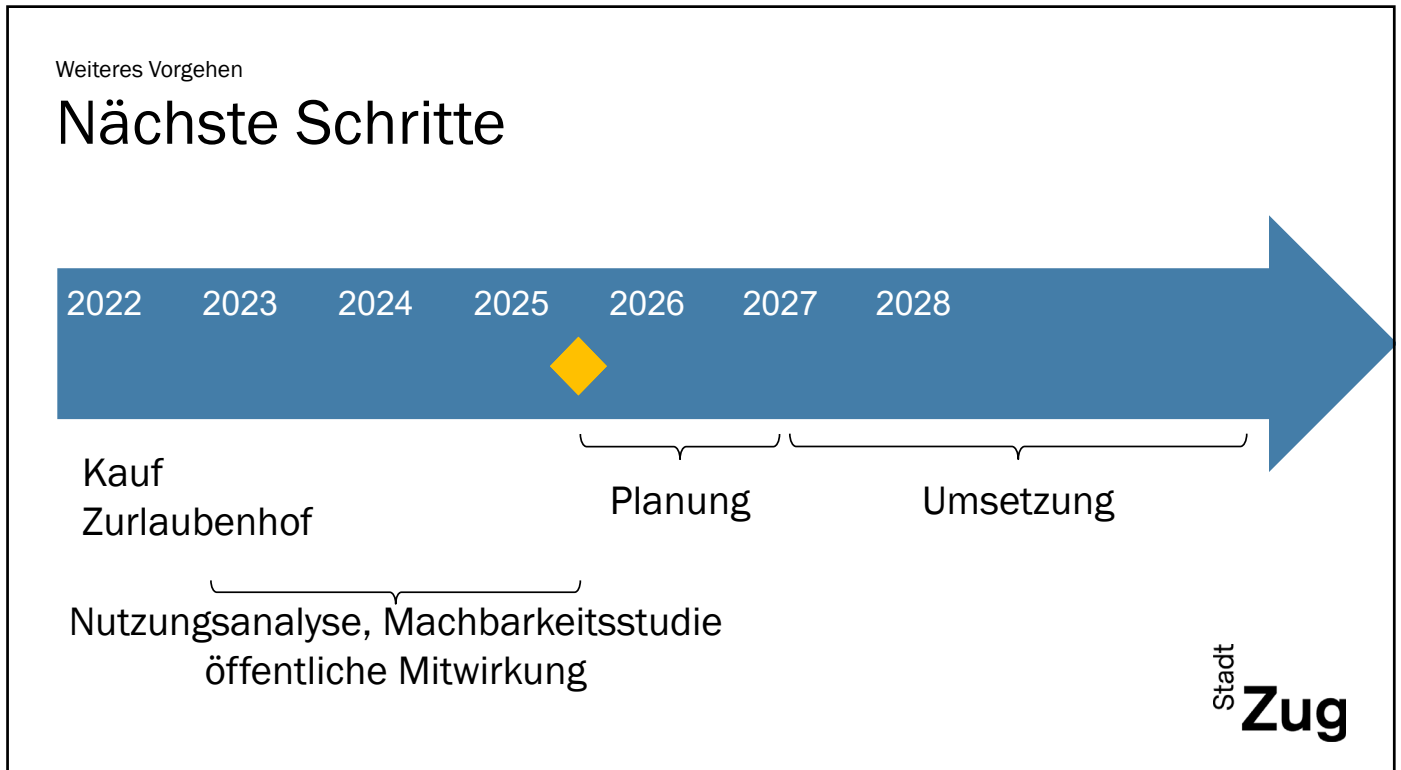 Weiteres Vorgehen
Nächste Schritte
2022 2023 2024 2025 2026 2027 2028
Kauf
Zurlaubenhof
Planung
Umsetzung
Nutzungsanalyse, Machbarkeitsstudie
öffentliche Mitwirkung
Stadt
Zug